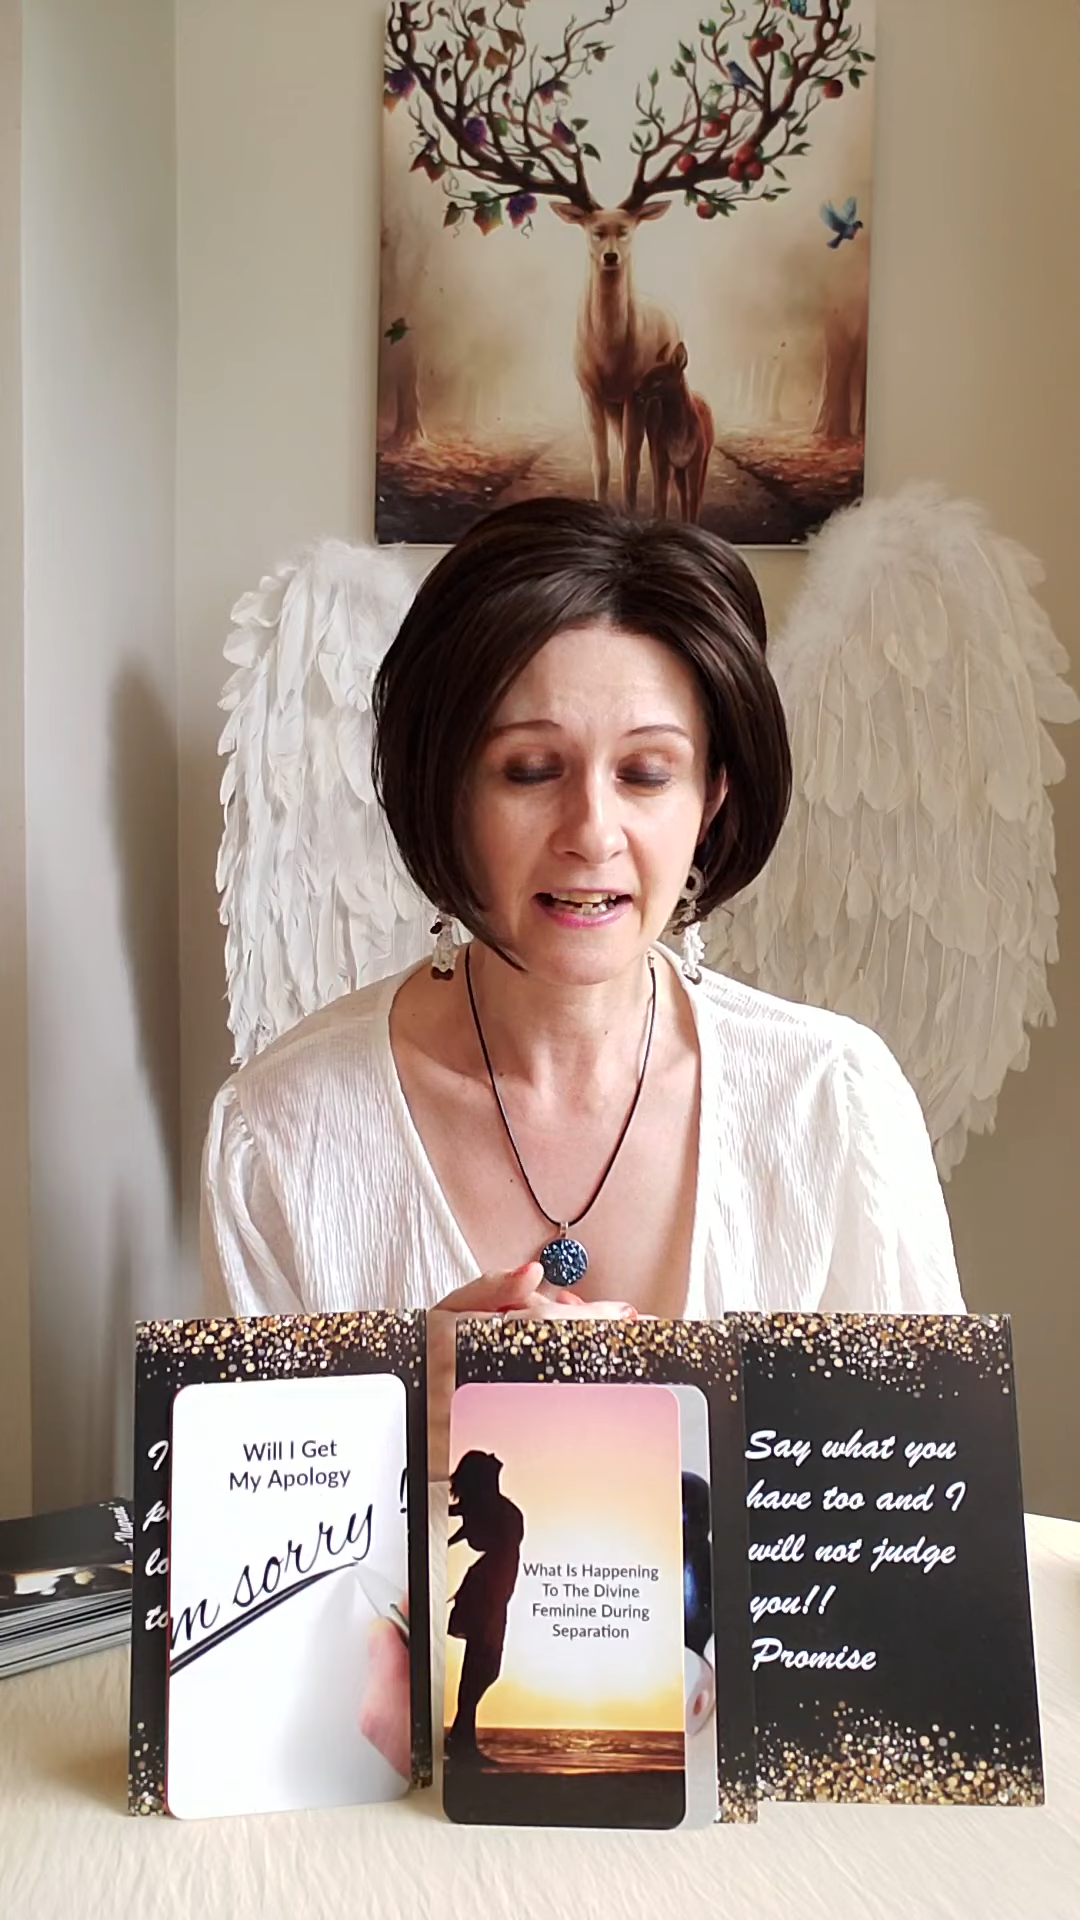 Will I Get
My Apology
m sorry !
What Is Happening
To The Divine
Feminine During
Separation
Say what you
have too and I
will not judge
you!!
Promise